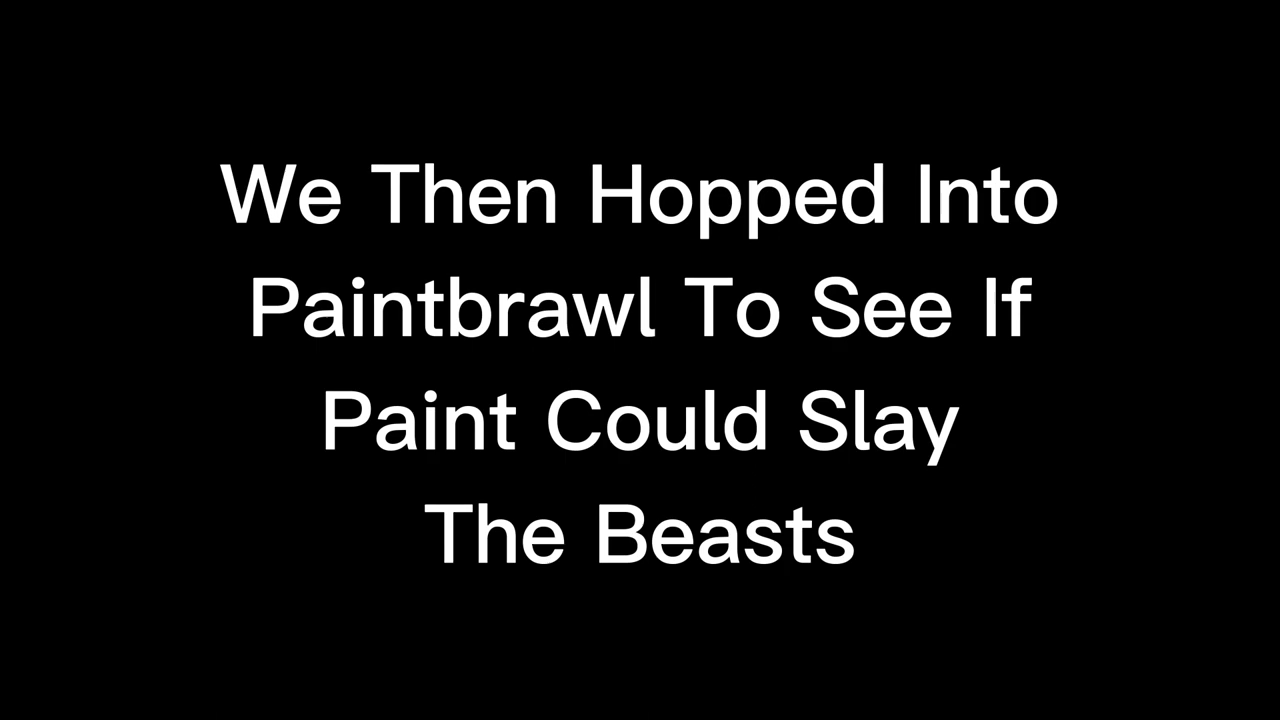 We Then Hopped Into
Paintbrawl To See If
Paint Could Slay
The Beasts